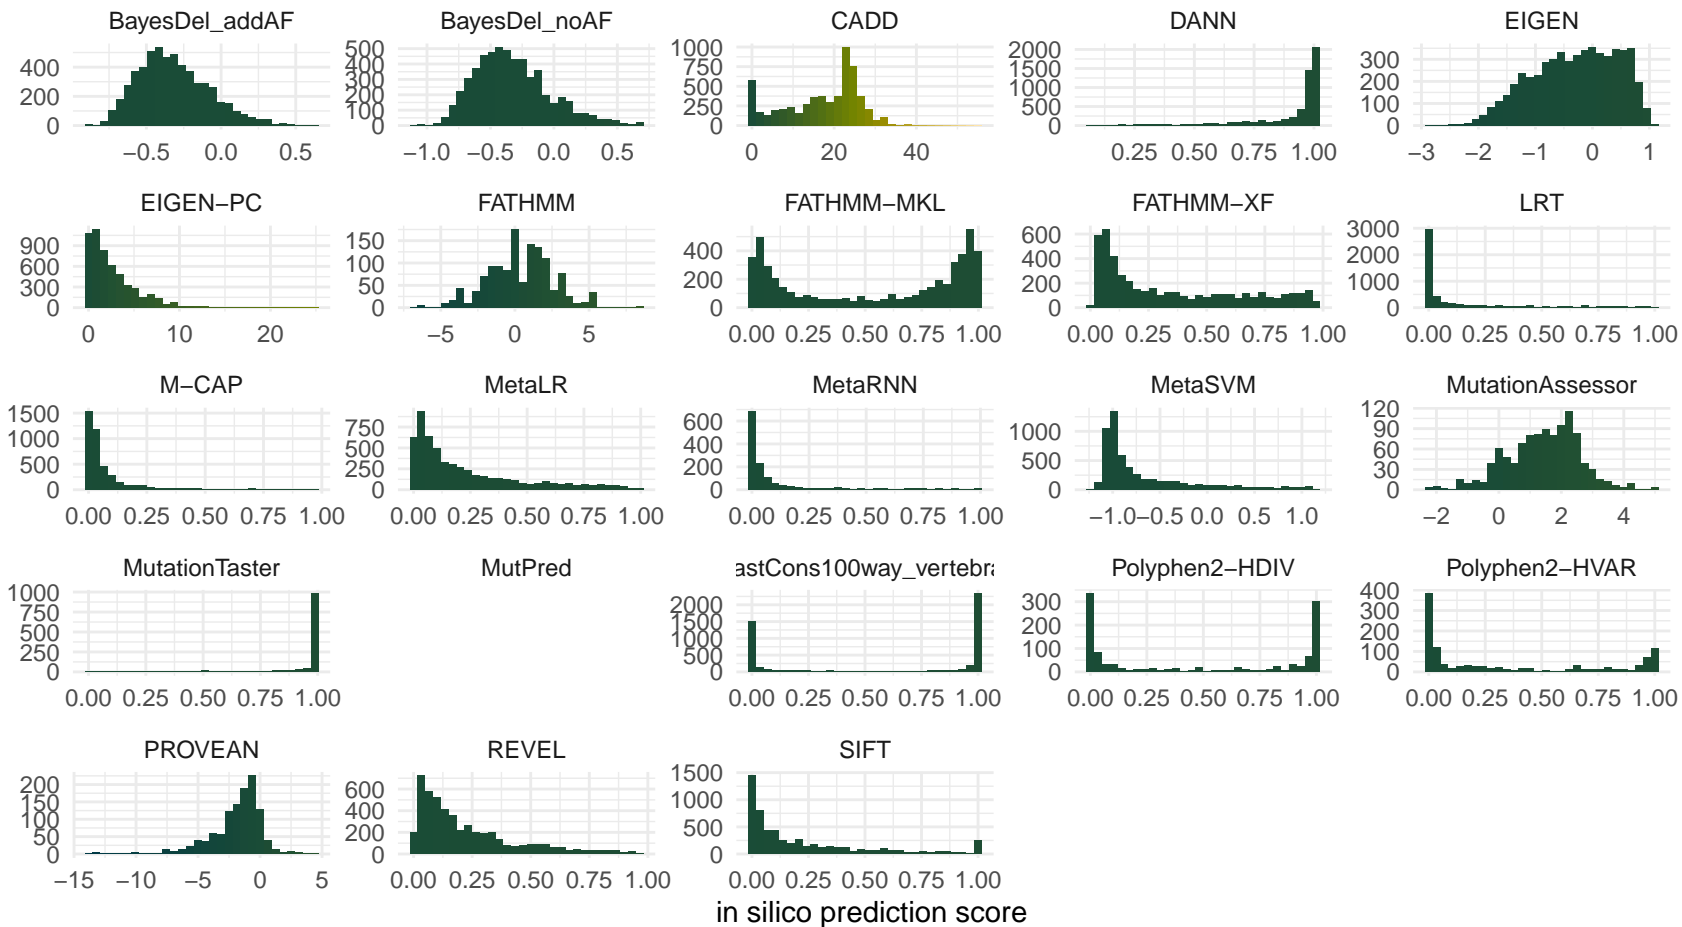 BayesDel_addAF BayesDel_noAF CADD DANN EIGEN
400 200 0 500 400 300 200 100 0 1000 750 500 250 0 2000 1500 1000 500 0 300 200 100 0
−0.5 0.0 0.5 −1.0 −0.5 0.0 0.5 0 20 40 0.25 0.50 0.75 1.00 −3 −2 −1 0 1
EIGEN−PC FATHMM FATHMM−MKL FATHMM−XF LRT
900 600 300 0 150 100 50 0 400 200 0 600 400 200 0 3000 2000 1000 0
0 10 20 −5 0 5 0.00 0.25 0.50 0.75 1.00 0.00 0.25 0.50 0.75 1.00 0.00 0.25 0.50 0.75 1.00
M−CAP MetaLR MetaRNN MetaSVM MutationAssessor
1500 1000 500 0 750 500 250 0 600 400 200 0 1000 500 0 120 90 60 30 0
0.00 0.25 0.50 0.75 1.00 0.00 0.25 0.50 0.75 1.00 0.00 0.25 0.50 0.75 1.00 −1.0 −0.5 0.0 0.5 1.0 −2 0 2 4
MutationTaster MutPred astCons100way_vertebra Polyphen2−HDIV Polyphen2−HVAR
1000 750 500 250 0 2000 1500 1000 500 0 300 200 100 0 400 300 200 100 0
0.00 0.25 0.50 0.75 1.00 0.00 0.25 0.50 0.75 1.00 0.00 0.25 0.50 0.75 1.00 0.00 0.25 0.50 0.75 1.00
PROVEAN REVEL SIFT
200 150 100 50 0 600 400 200 0 1500 1000 500 0
−15 −10 −5 0 5 0.00 0.25 0.50 0.75 1.00 0.00 0.25 0.50 0.75 1.00
in silico prediction score